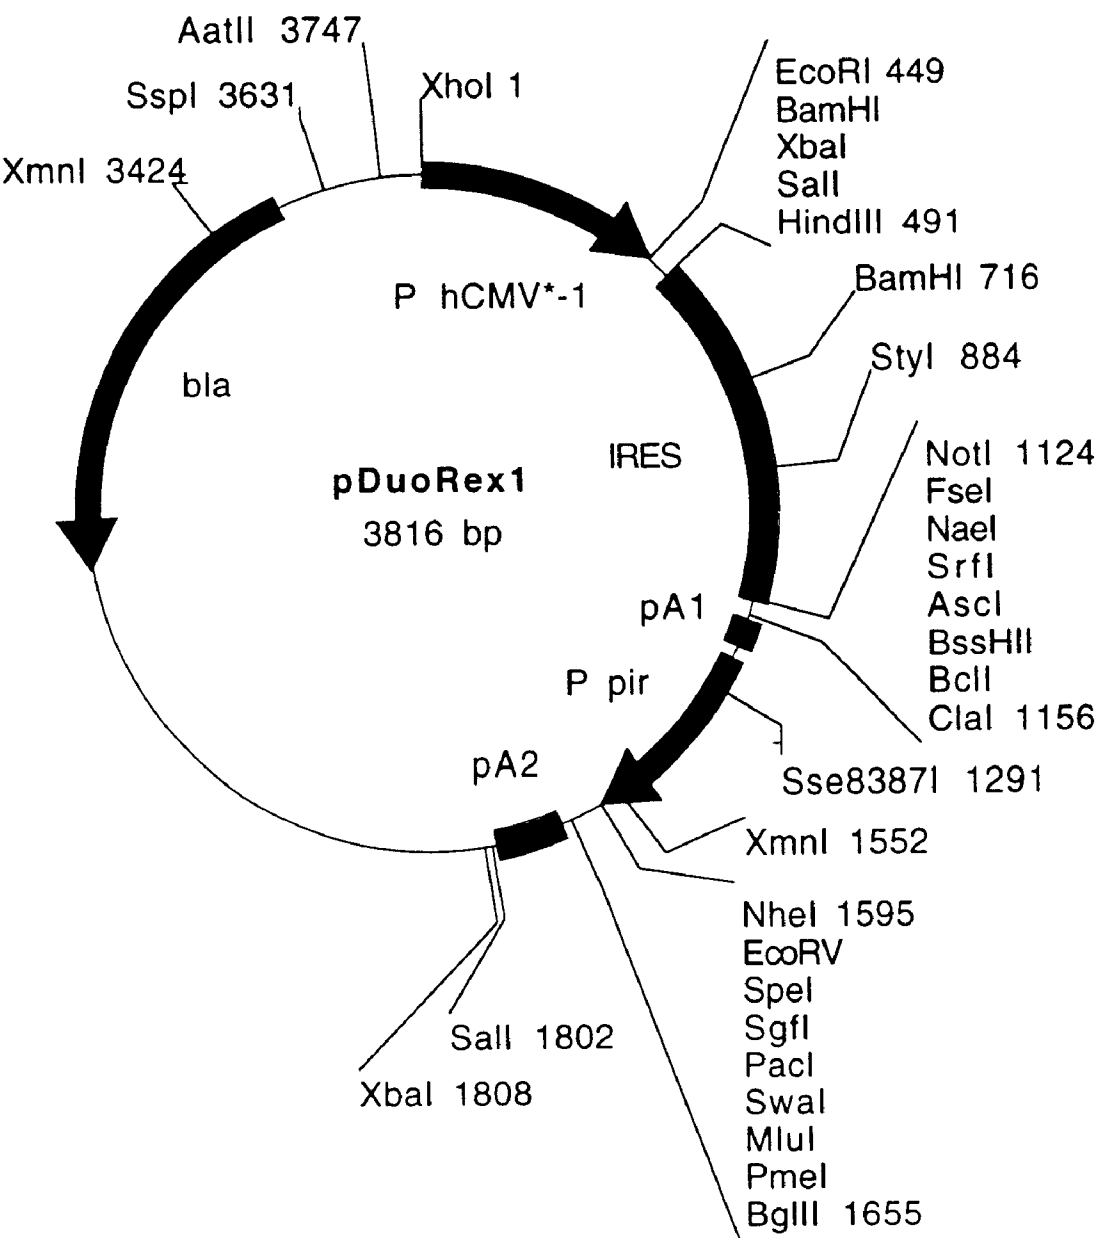 AatII 3747
SspI 3631
XhoI 1
XmnI 3424
EcoRI 449
BamHI
XbaI
SalI
HindIII 491
P hCMV*-1
BamHI 716
bla
StyI 884
IRES
pDuoRex1
3816 bp
NotI 1124
FseI
NaeI
SrfI
AscI
BssHII
BclI
ClaI 1156
pA1
P pir
pA2
Sse8387I 1291
XmnI 1552
NheI 1595
EcoRV
SpeI
SgfI
PacI
SwaI
MluI
PmeI
BglII 1655
SalI 1802
XbaI 1808